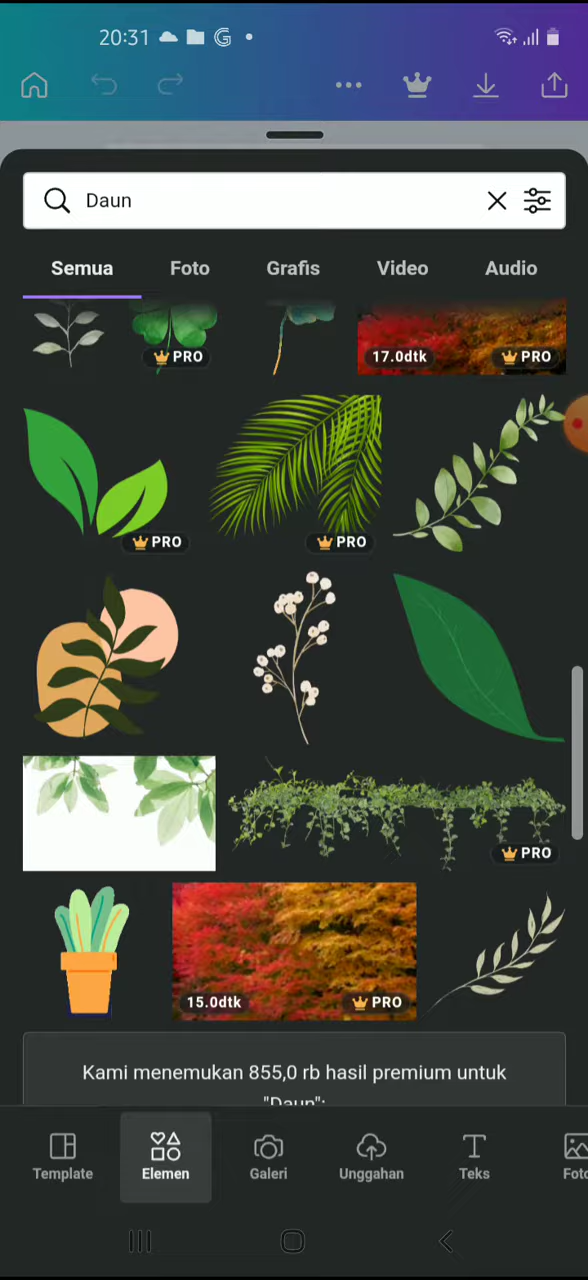 20:31
Daun
Semua Foto Grafis Video Audio
PRO
17.0dtk PRO
PRO PRO
PRO
15.0dtk PRO
Kami menemukan 855,0 rb hasil premium untuk
"Daun":
Template Elemen Galeri Unggahan Teks Foto